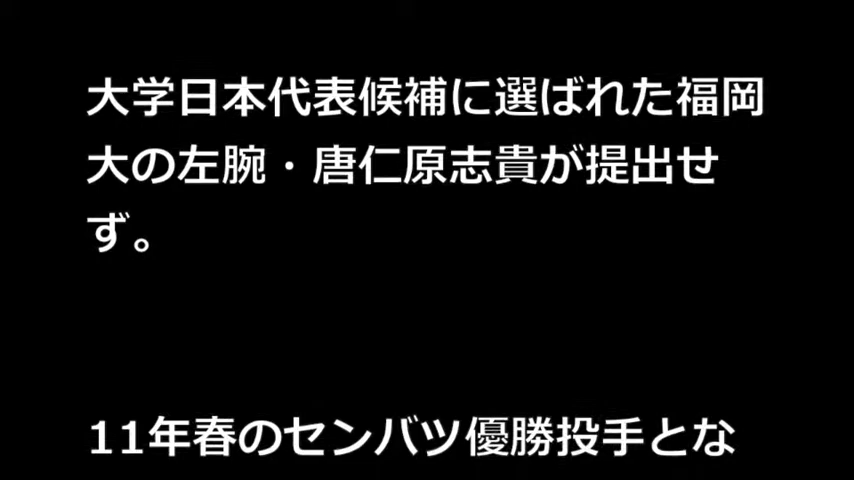 大学日本代表候補に選ばれた福岡
大の左腕・唐仁原志貴が提出せ
ず。
11年春のセンバツ優勝投手とな